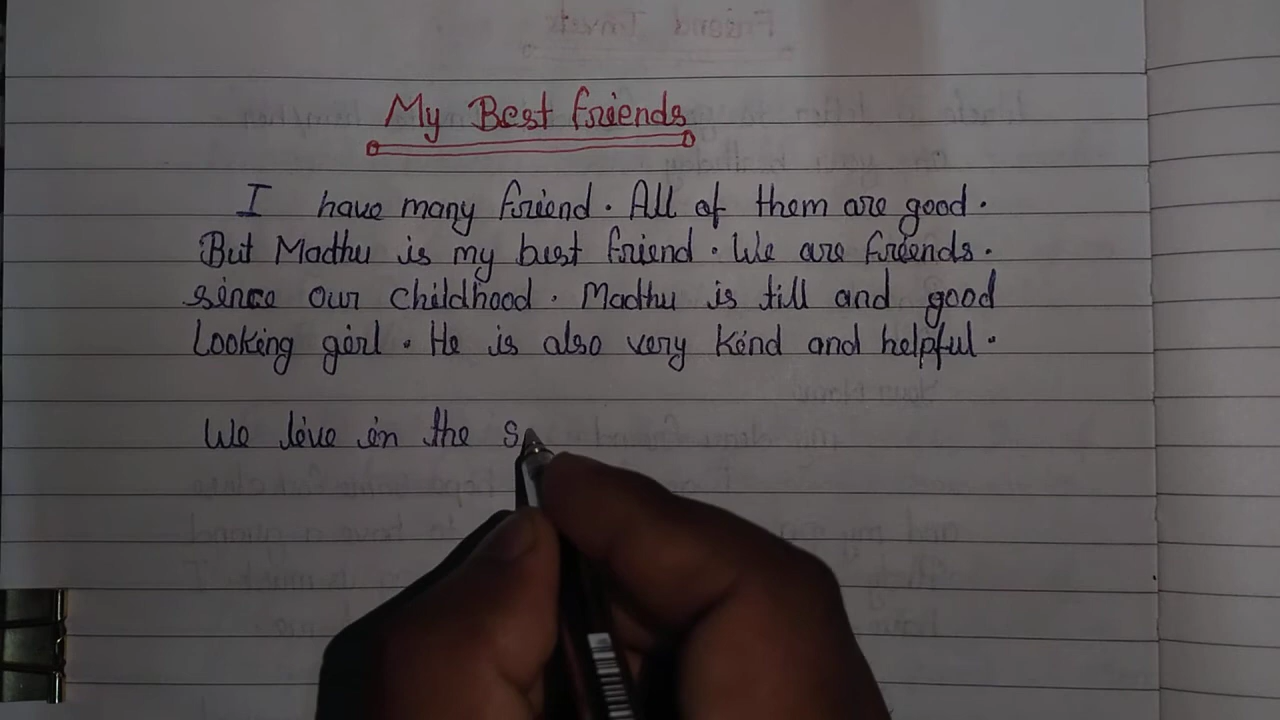 My Best friends
I have many friend. All of them are good.
But Madhu is my best friend. We are friends.
since our childhood. Madhu is till and good
Looking girl. He is also very kind and helpful.
We live in the s